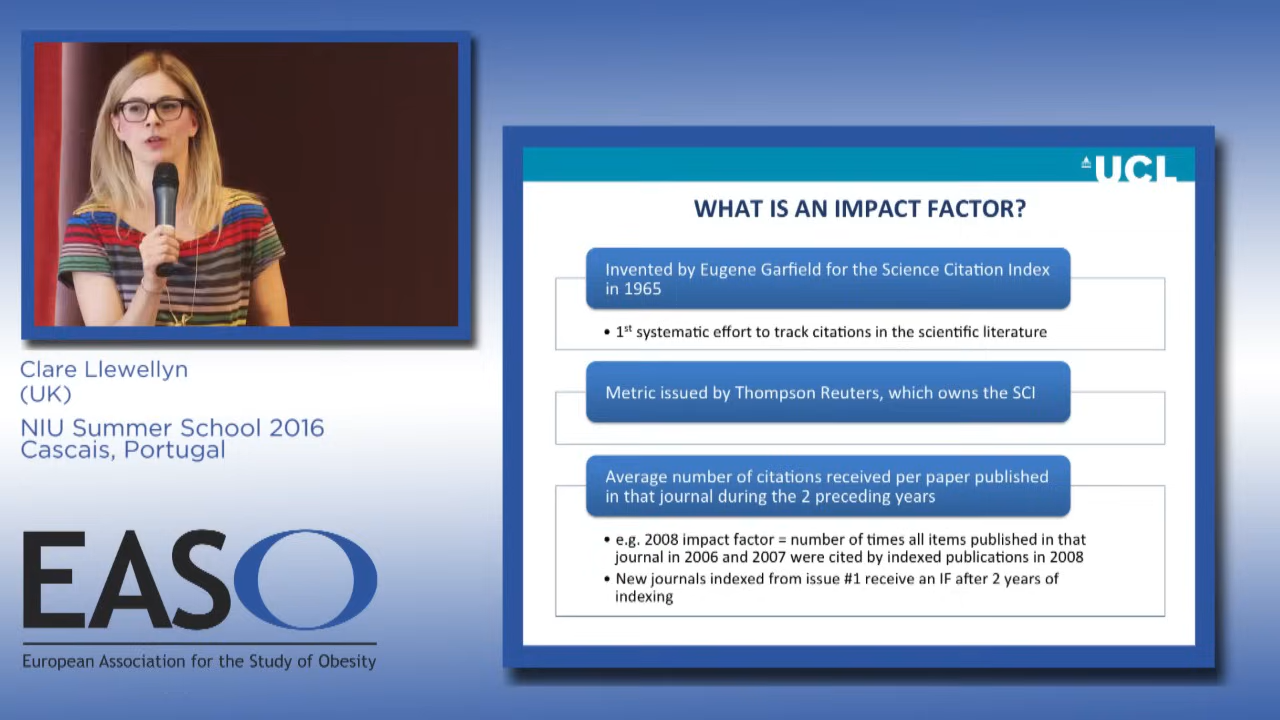 Clare Llewellyn
(UK)
NIU Summer School 2016
Cascais, Portugal
EASO
European Association for the Study of Obesity
UCL
WHAT IS AN IMPACT FACTOR?
Invented by Eugene Garfield for the Science Citation Index
in 1965
• 1st systematic effort to track citations in the scientific literature
Metric issued by Thompson Reuters, which owns the SCI
Average number of citations received per paper published
in that journal during the 2 preceding years
• e.g. 2008 impact factor = number of times all items published in that
journal in 2006 and 2007 were cited by indexed publications in 2008
• New journals indexed from issue #1 receive an IF after 2 years of
indexing